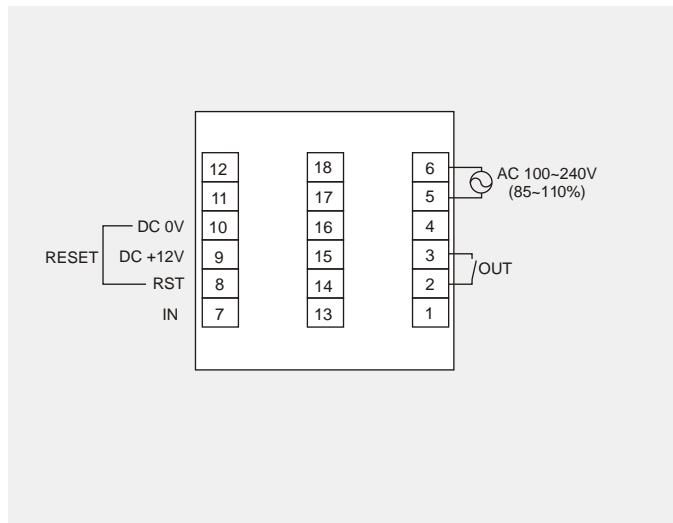 12 18 6 AC 100~240V
11 17 5 (85~110%)
DC 0V 10 16 4
RESET DC +12V 9 15 3
OUT
RST 8 14 2
IN 7 13 1